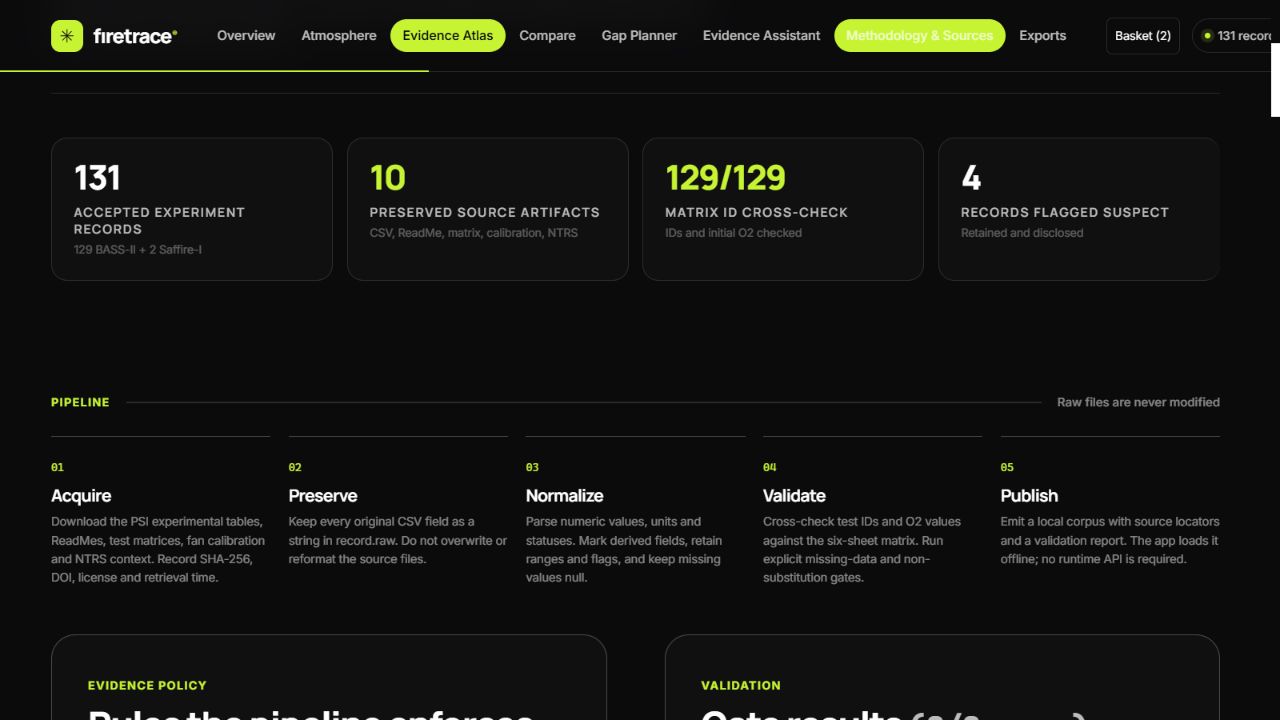 firetrace
Overview
Atmosphere
Evidence Atlas
Compare
Gap Planner
Evidence Assistant
Methodology & Sources
Exports
Basket (2)
131 recor
131
ACCEPTED EXPERIMENT
RECORDS
129 BASS-II + 2 Saffire-I
10
PRESERVED SOURCE ARTIFACTS
CSV, ReadMe, matrix, calibration, NTRS
129/129
MATRIX ID CROSS-CHECK
IDs and initial O2 checked
4
RECORDS FLAGGED SUSPECT
Retained and disclosed
PIPELINE
Raw files are never modified
01
Acquire
Download the PSI experimental tables,
ReadMes, test matrices, fan calibration
and NTRS context. Record SHA-256,
DOI, license and retrieval time.
02
Preserve
Keep every original CSV field as a
string in record.raw. Do not overwrite or
reformat the source files.
03
Normalize
Parse numeric values, units and
statuses. Mark derived fields, retain
ranges and flags, and keep missing
values null.
04
Validate
Cross-check test IDs and O2 values
against the six-sheet matrix. Run
explicit missing-data and non-
substitution gates.
05
Publish
Emit a local corpus with source locators
and a validation report. The app loads it
offline; no runtime API is required.
EVIDENCE POLICY
Rules the pipeline enforces
VALIDATION
Gate results